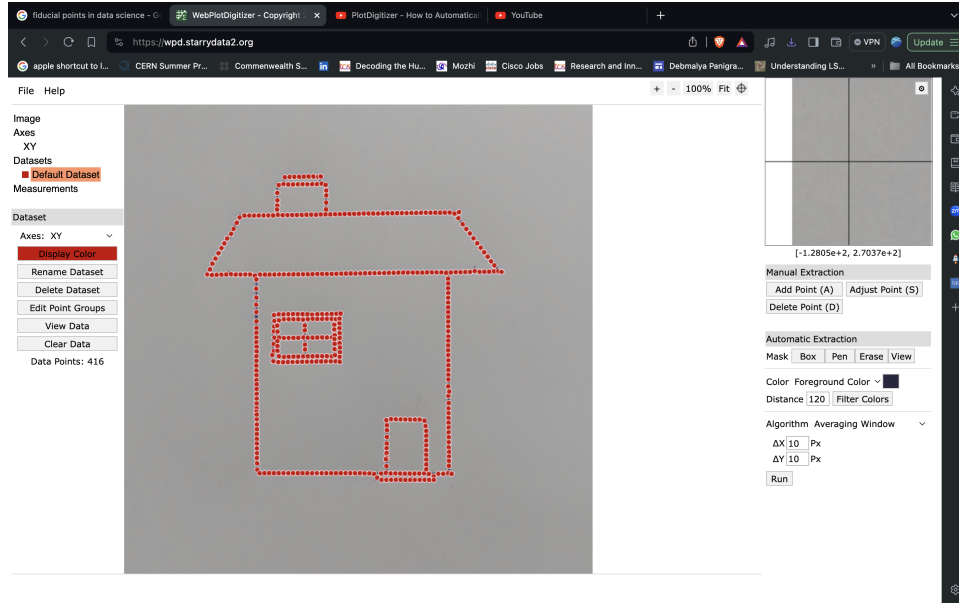 fiducial points in data science - G
WebPlotDigitizer - Copyright 2
PlotDigitizer - How to Automatical
YouTube
https://wpd.starrydata2.org
VPN
Update
apple shortcut to l...
CERN Summer Pr...
Commonwealth S...
Decoding the Hu...
Mozhi
Cisco Jobs
Research and Inn...
Debmalya Panigra...
Understanding LS...
»
All Bookmarks
File Help
+ - 100% Fit
Image
Axes
XY
Datasets
Default Dataset
Measurements
Dataset
Axes: XY
Display Color
Rename Dataset
Delete Dataset
Edit Point Groups
View Data
Clear Data
Data Points: 416
[-1.2805e+2, 2.7037e+2]
Manual Extraction
Add Point (A) Adjust Point (S)
Delete Point (D)
Automatic Extraction
Mask Box Pen Erase View
Color Foreground Color
Distance 120 Filter Colors
Algorithm Averaging Window
ΔX 10 Px
ΔY 10 Px
Run